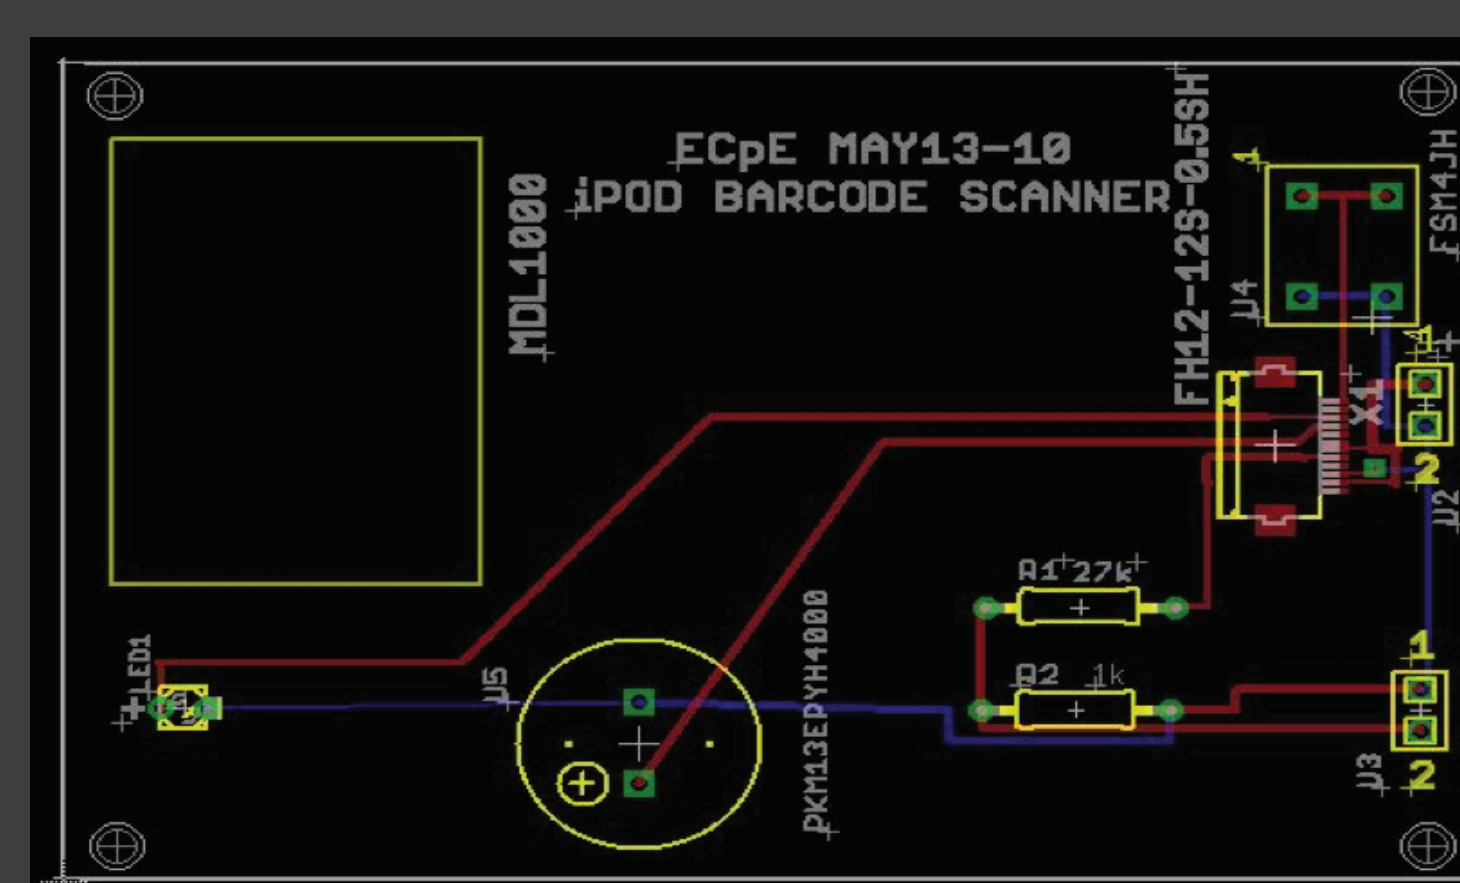 ECpE MAY13-10
iPOD BARCODE SCANNER
MDL1000
FH12-12S-0.5SH
1
FSM4JH
U4
1
X1
2
U2
R1 27k
R2 1k
1
U3
2
LED1
U5
PKM13EPYH4000